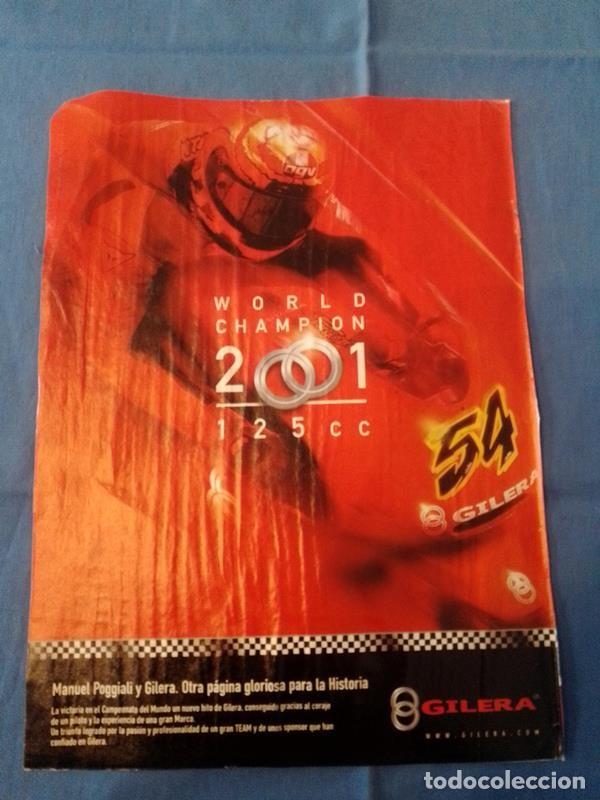 agv
WORLD
CHAMPION
2001
125cc
54
GILERA
Manuel Poggiali y Gilera. Otra página gloriosa para la Historia
La victoria en el Campeonato del Mundo un nuevo hito de Gilera, conseguido gracias al coraje
de un piloto y la experiencia de una gran Marca.
Un triunfo logrado por la pasión y profesionalidad de un gran TEAM y de unos sponsor que han
confiado en Gilera.
GILERA
WWW.GILERA.COM
todocoleccion